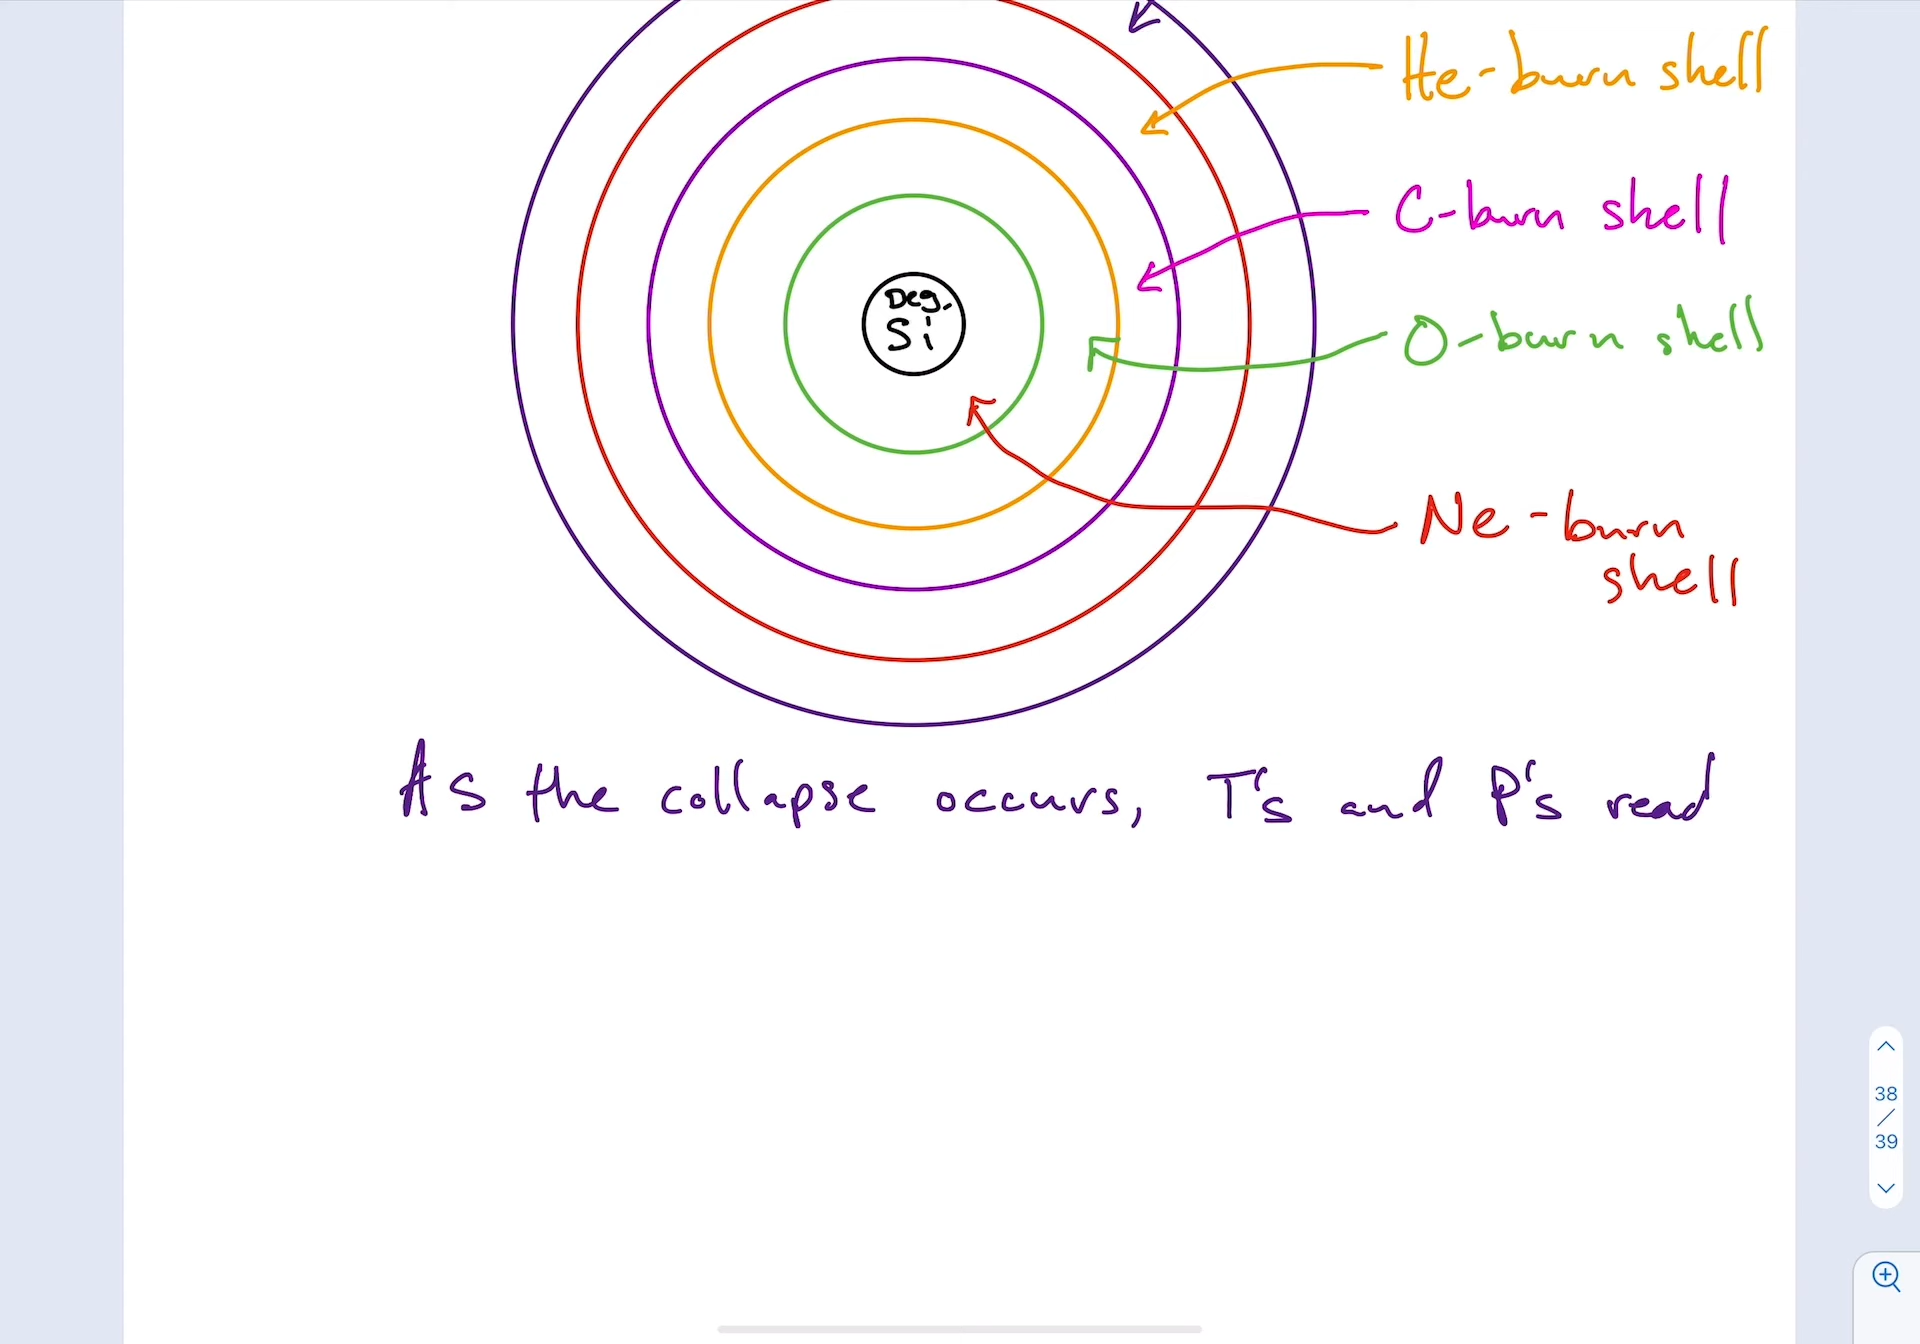 He-burn shell
C-burn shell
Deg.
Si
O-burn shell
Ne-burn
shell
As the collapse occurs, T's and P's read
38
/
39